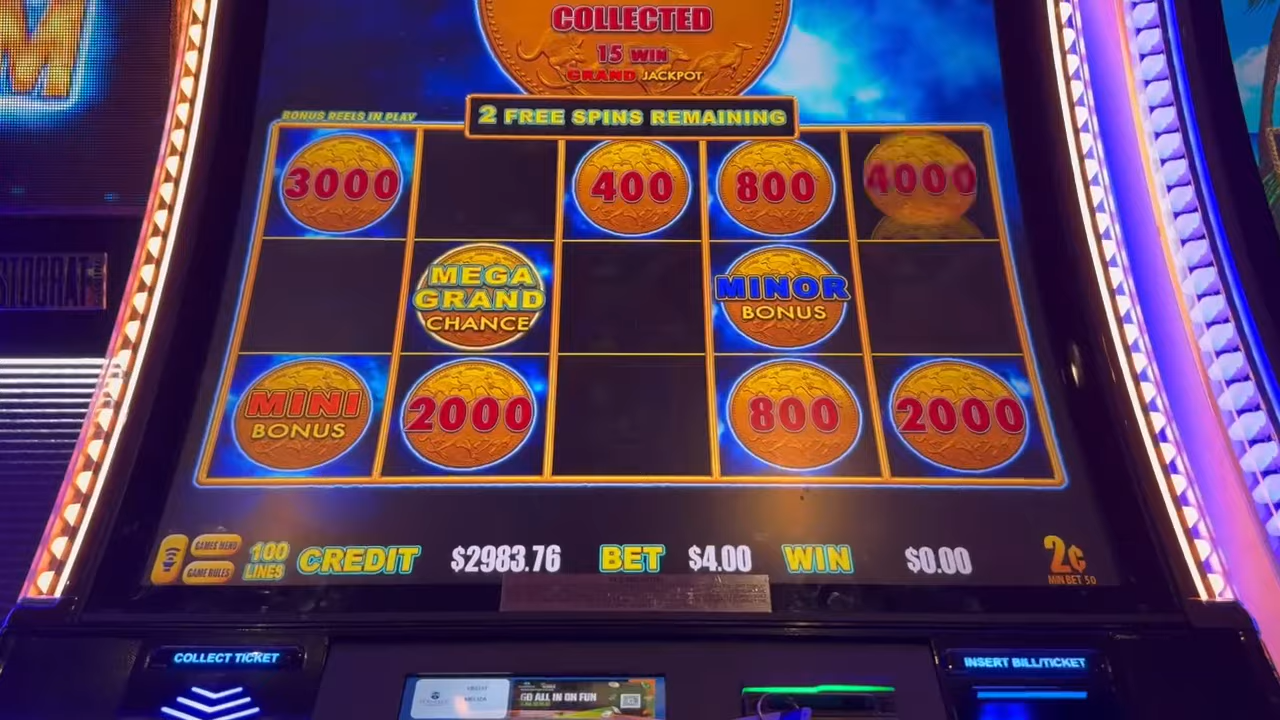 COLLECTED
15 WIN
GRAND JACKPOT
2 FREE SPINS REMAINING
BONUS REELS IN PLAY
3000
400
800
4000
MEGA
GRAND
CHANCE
MINOR
BONUS
MINI
BONUS
2000
800
2000
GAMES MENU
GAME RULES
100
LINES
CREDIT
$2983.76
BET
$4.00
WIN
$0.00
2¢
MIN BET 50
COLLECT TICKET
INSERT BILL/TICKET
GO ALL IN ON FUN